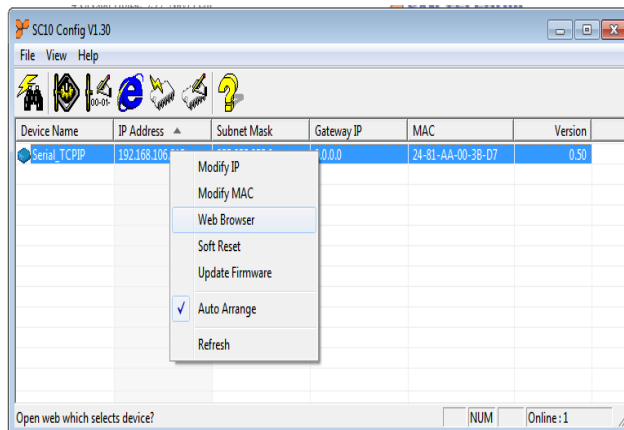 SC10 Config V1.30
File View Help
00-01-
Device Name IP Address Subnet Mask Gateway IP MAC Version
Serial_TCPIP 192.168.106. 0.0.0 24-81-AA-00-3B-D7 0.50
Modify IP
Modify MAC
Web Browser
Soft Reset
Update Firmware
Auto Arrange
Refresh
Open web which selects device? NUM Online : 1